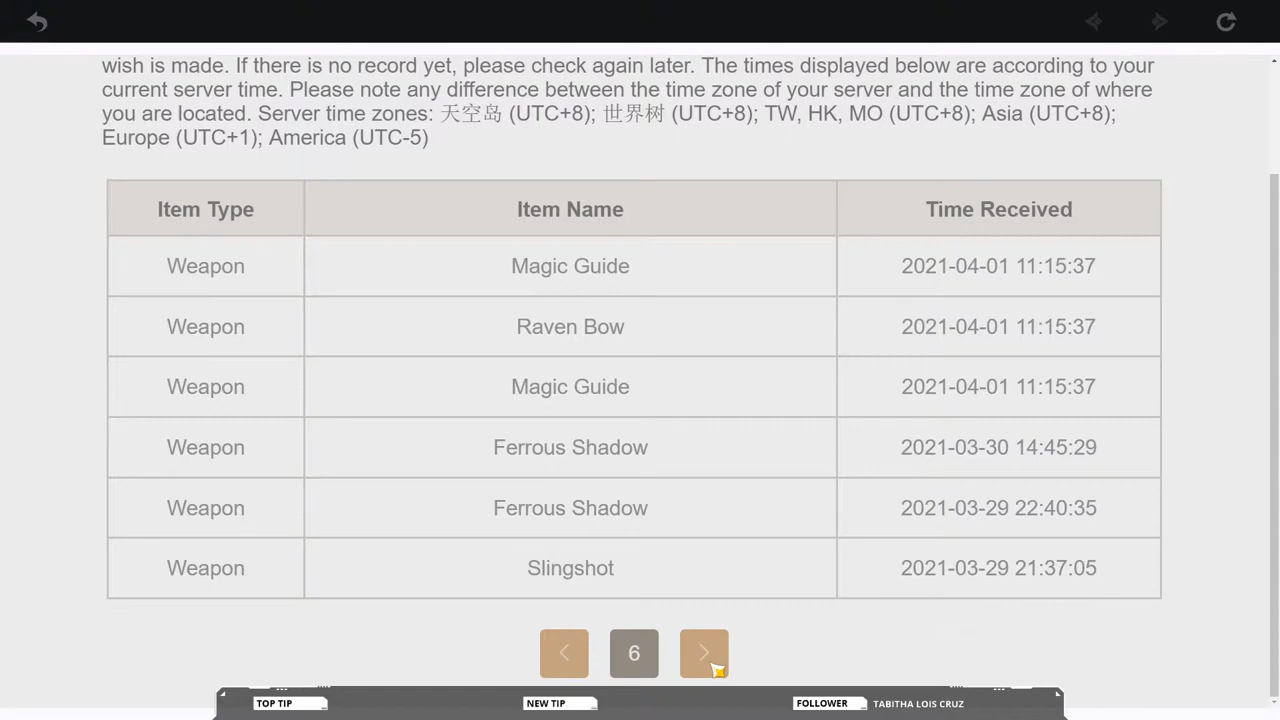 wish is made. If there is no record yet, please check again later. The times displayed below are according to your
current server time. Please note any difference between the time zone of your server and the time zone of where
you are located. Server time zones: 天空岛 (UTC+8); 世界树 (UTC+8); TW, HK, MO (UTC+8); Asia (UTC+8);
Europe (UTC+1); America (UTC-5)
Item Type Item Name Time Received
Weapon Magic Guide 2021-04-01 11:15:37
Weapon Raven Bow 2021-04-01 11:15:37
Weapon Magic Guide 2021-04-01 11:15:37
Weapon Ferrous Shadow 2021-03-30 14:45:29
Weapon Ferrous Shadow 2021-03-29 22:40:35
Weapon Slingshot 2021-03-29 21:37:05
6
TOP TIP NEW TIP FOLLOWER TABITHA LOIS CRUZ